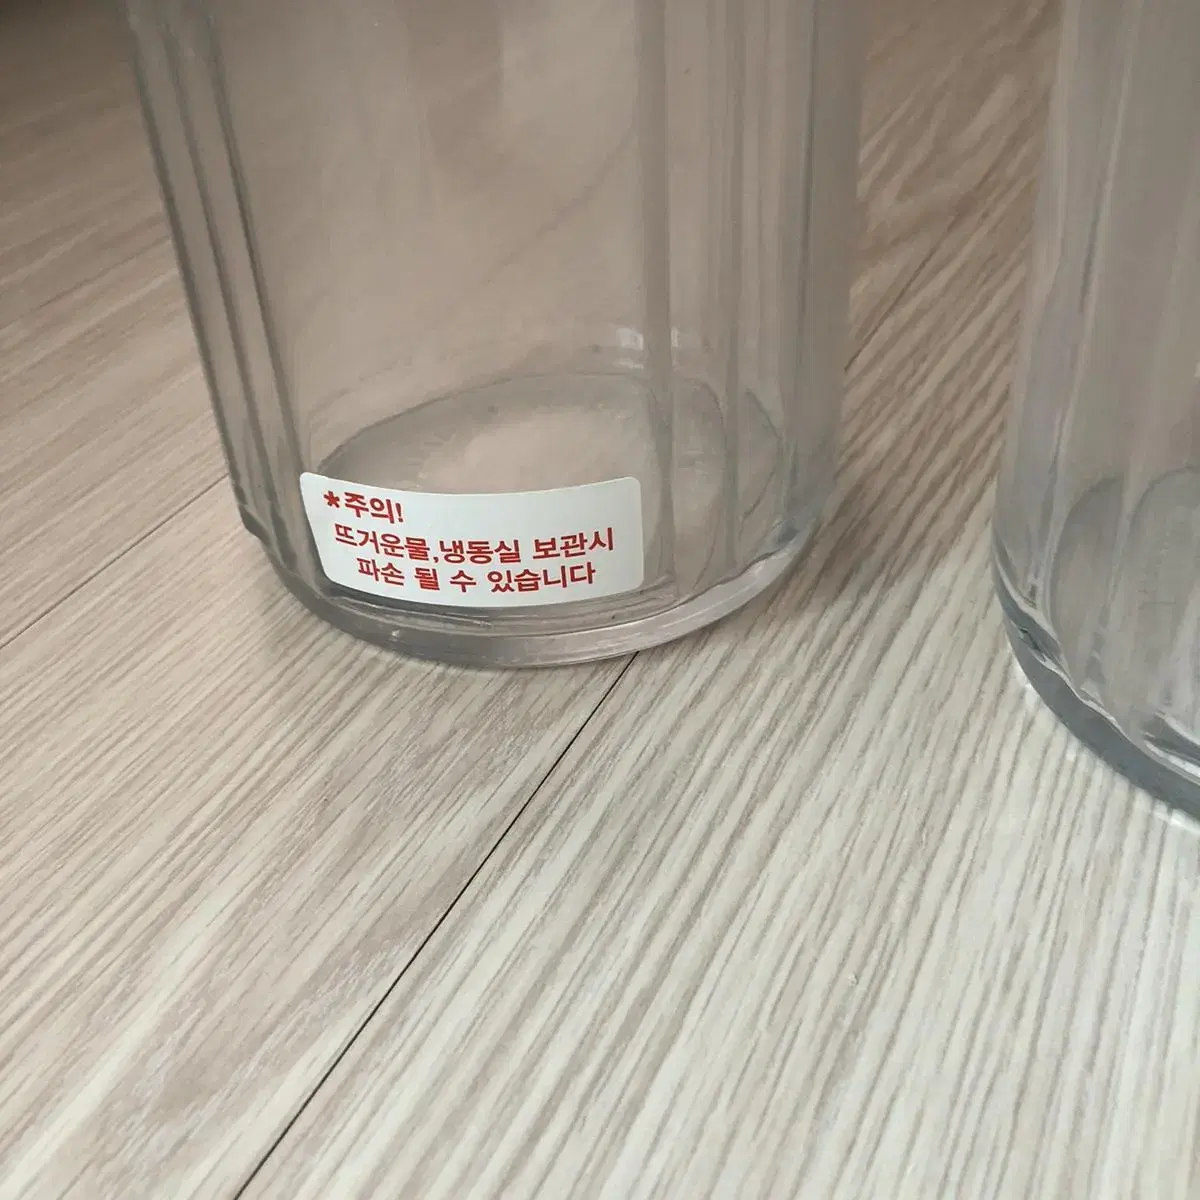 *주의!
뜨거운물,냉동실 보관시
파손 될 수 있습니다